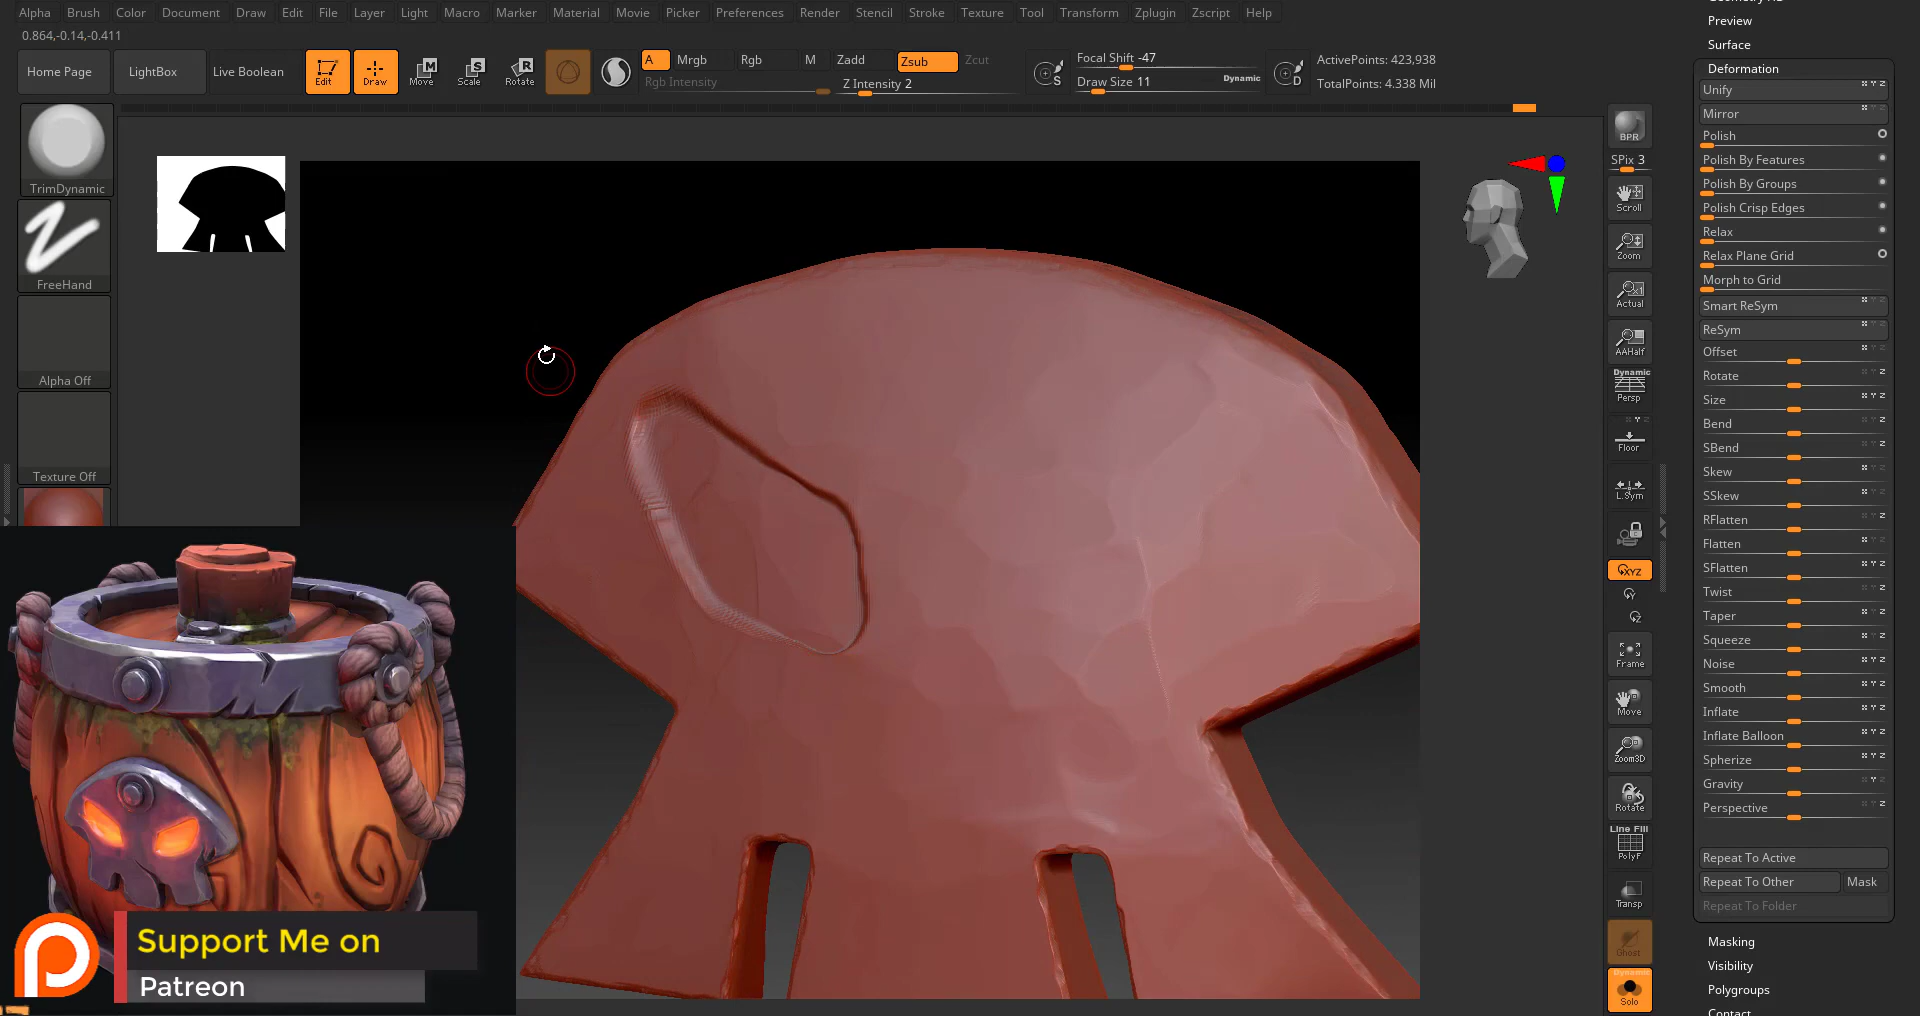 Alpha Brush Color Document Draw Edit File Layer Light Macro Marker Material Movie Picker Preferences Render Stencil Stroke Texture Tool Transform Zplugin Zscript Help
0.864,-0.14,-0.411
Home Page
LightBox
Live Boolean
Edit
Draw
Move
Scale
Rotate
A
Mrgb
Rgb
M
Zadd
Zsub
Zcut
Rgb Intensity
Z Intensity 2
Focal Shift -47
Draw Size 11
Dynamic
ActivePoints: 423,938
TotalPoints: 4.338 Mil
TrimDynamic
FreeHand
Alpha Off
Texture Off
Support Me on
Patreon
BPR
SPix 3
Scroll
Zoom
Actual
AAHalf
Dynamic
Persp
Floor
L.Sym
XYZ
Y
Z
Frame
Move
Zoom3D
Rotate
Line Fill
PolyF
Transp
Ghost
Dynamic
Solo
Preview
Surface
Deformation
Unify
Mirror
Polish
Polish By Features
Polish By Groups
Polish Crisp Edges
Relax
Relax Plane Grid
Morph to Grid
Smart ReSym
ReSym
Offset
Rotate
Size
Bend
SBend
Skew
SSkew
RFlatten
Flatten
SFlatten
Twist
Taper
Squeeze
Noise
Smooth
Inflate
Inflate Balloon
Spherize
Gravity
Perspective
Repeat To Active
Repeat To Other Mask
Repeat To Folder
Masking
Visibility
Polygroups
Contact